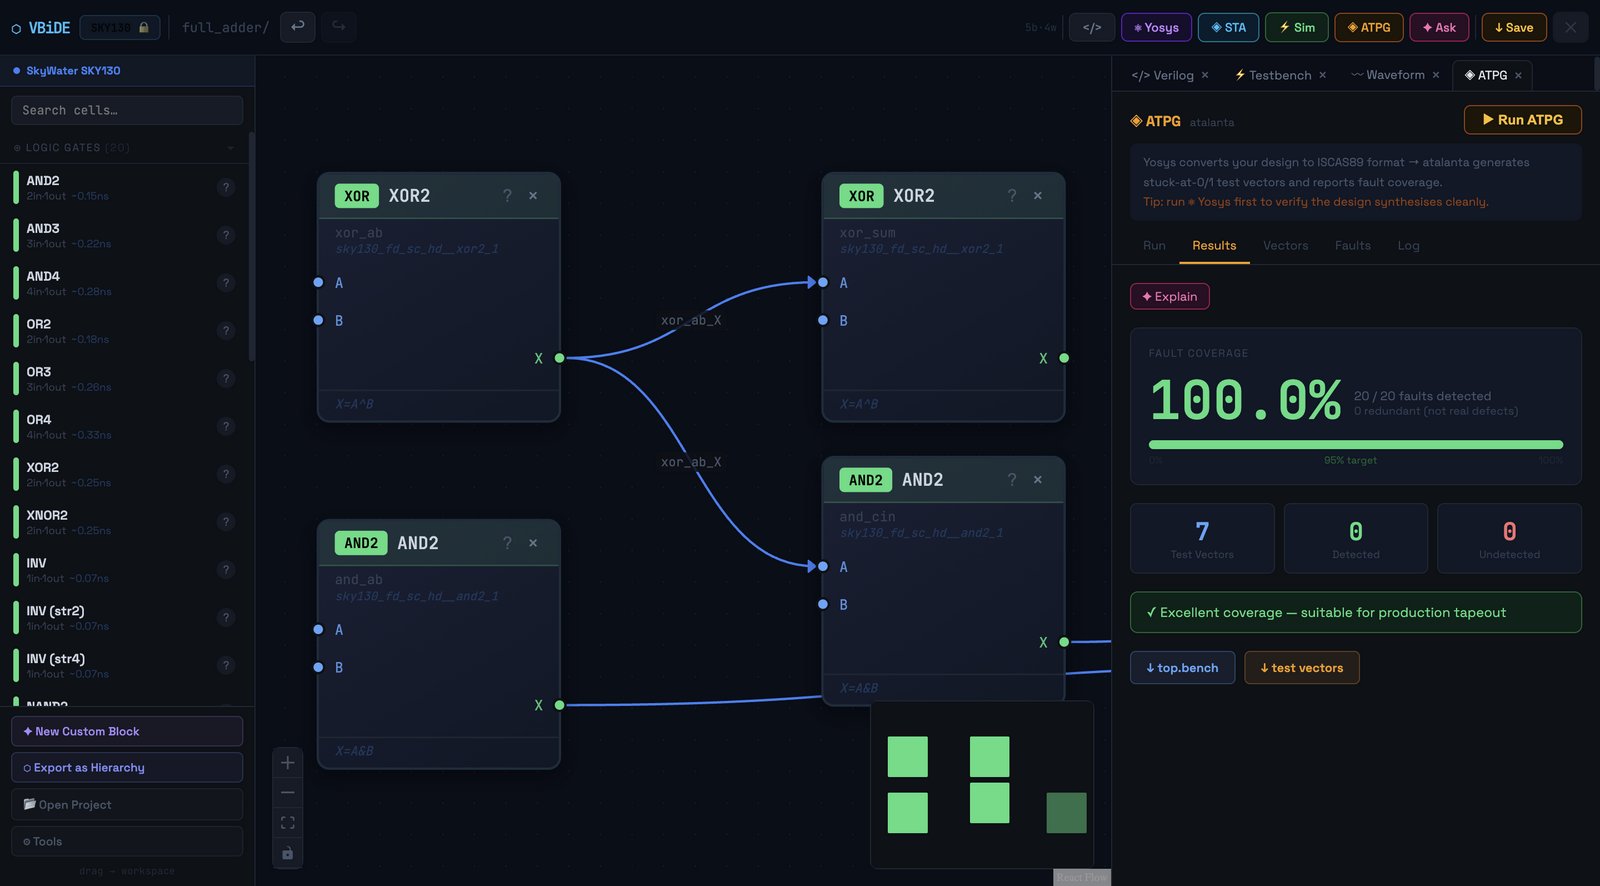 VBiDE
SKY130
full_adder/
5b·4w
</>
Yosys
STA
Sim
ATPG
Ask
↓ Save
SkyWater SKY130
Search cells…
LOGIC GATES (20)
AND2
2in·1out ~0.15ns
?
AND3
3in·1out ~0.22ns
?
AND4
4in·1out ~0.28ns
?
OR2
2in·1out ~0.18ns
?
OR3
3in·1out ~0.26ns
?
OR4
4in·1out ~0.33ns
?
XOR2
2in·1out ~0.25ns
?
XNOR2
2in·1out ~0.25ns
?
INV
1in·1out ~0.07ns
?
INV (str2)
1in·1out ~0.07ns
?
INV (str4)
1in·1out ~0.07ns
?
NAND2
New Custom Block
Export as Hierarchy
Open Project
Tools
drag → workspace
XOR XOR2 ? ×
xor_ab
sky130_fd_sc_hd__xor2_1
A
B
X
X=A^B
XOR XOR2 ? ×
xor_sum
sky130_fd_sc_hd__xor2_1
A
B
X
X=A^B
xor_ab_X
xor_ab_X
AND2 AND2 ? ×
and_ab
sky130_fd_sc_hd__and2_1
A
B
X
X=A&B
AND2 AND2 ? ×
and_cin
sky130_fd_sc_hd__and2_1
A
B
X
X=A&B
React Flow
</> Verilog ×
Testbench ×
Waveform ×
ATPG ×
ATPG atalanta
▶ Run ATPG
Yosys converts your design to ISCAS89 format → atalanta generates
stuck-at-0/1 test vectors and reports fault coverage.
Tip: run Yosys first to verify the design synthesises cleanly.
Run
Results
Vectors
Faults
Log
Explain
FAULT COVERAGE
100.0%
20 / 20 faults detected
0 redundant (not real defects)
0%
95% target
100%
7
Test Vectors
0
Detected
0
Undetected
✓ Excellent coverage — suitable for production tapeout
↓ top.bench
↓ test vectors